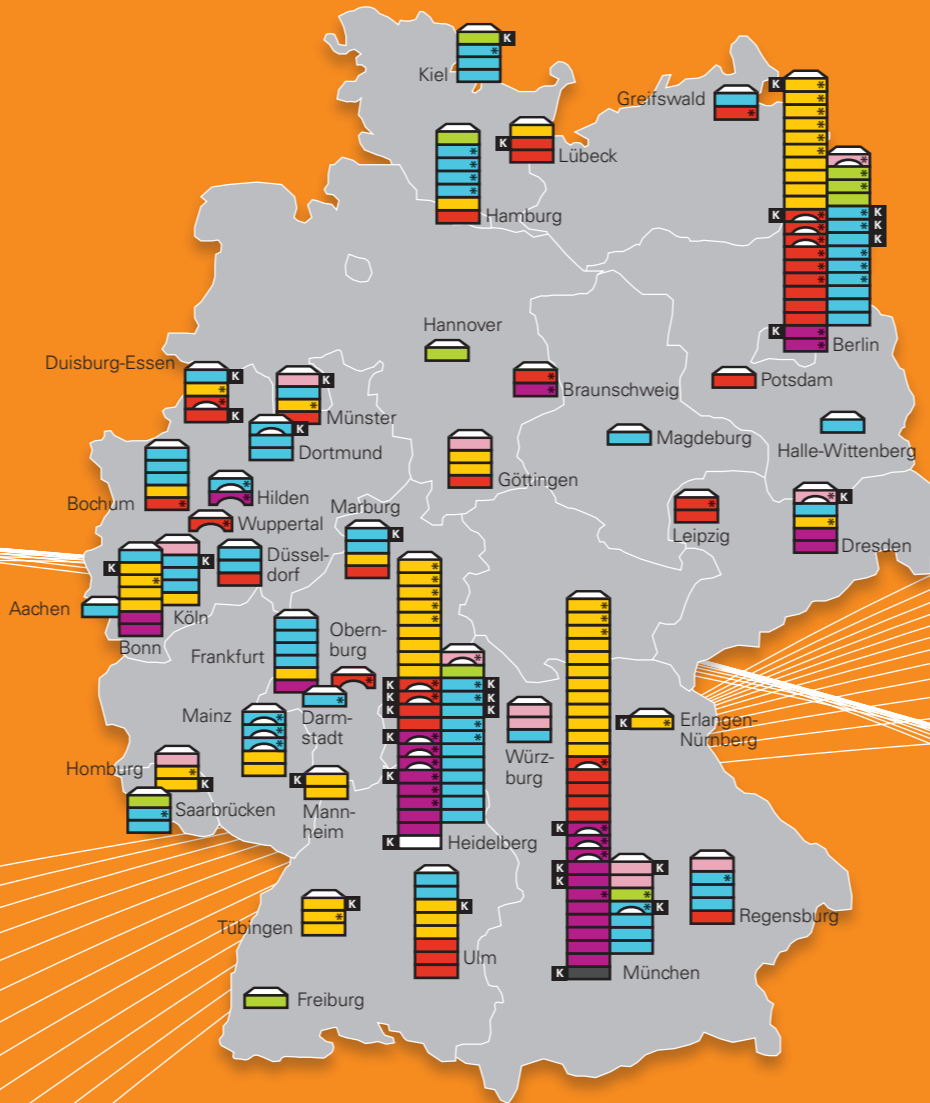 K
Kiel
Greifswald
K
K
Lübeck
Hamburg
K
K
K
K
Hannover
K
Berlin
Duisburg-Essen
K
K
K
Münster
K
Dortmund
Braunschweig
Potsdam
Magdeburg
Halle-Wittenberg
Göttingen
Bochum
Hilden
Wuppertal
Marburg
K
Leipzig
K
Dresden
K
K
Düssel-
dorf
Aachen
Köln
Bonn
Frankfurt
Obern-
burg
K
K
K
K
K
K
K
K
Mainz
Darm-
stadt
Würz-
burg
K
Erlangen-
Nürnberg
Homburg
K
K
Mann-
heim
Saarbrücken
K
Heidelberg
K
K
K
K
K
Tübingen
K
K
Ulm
Regensburg
K
München
Freiburg